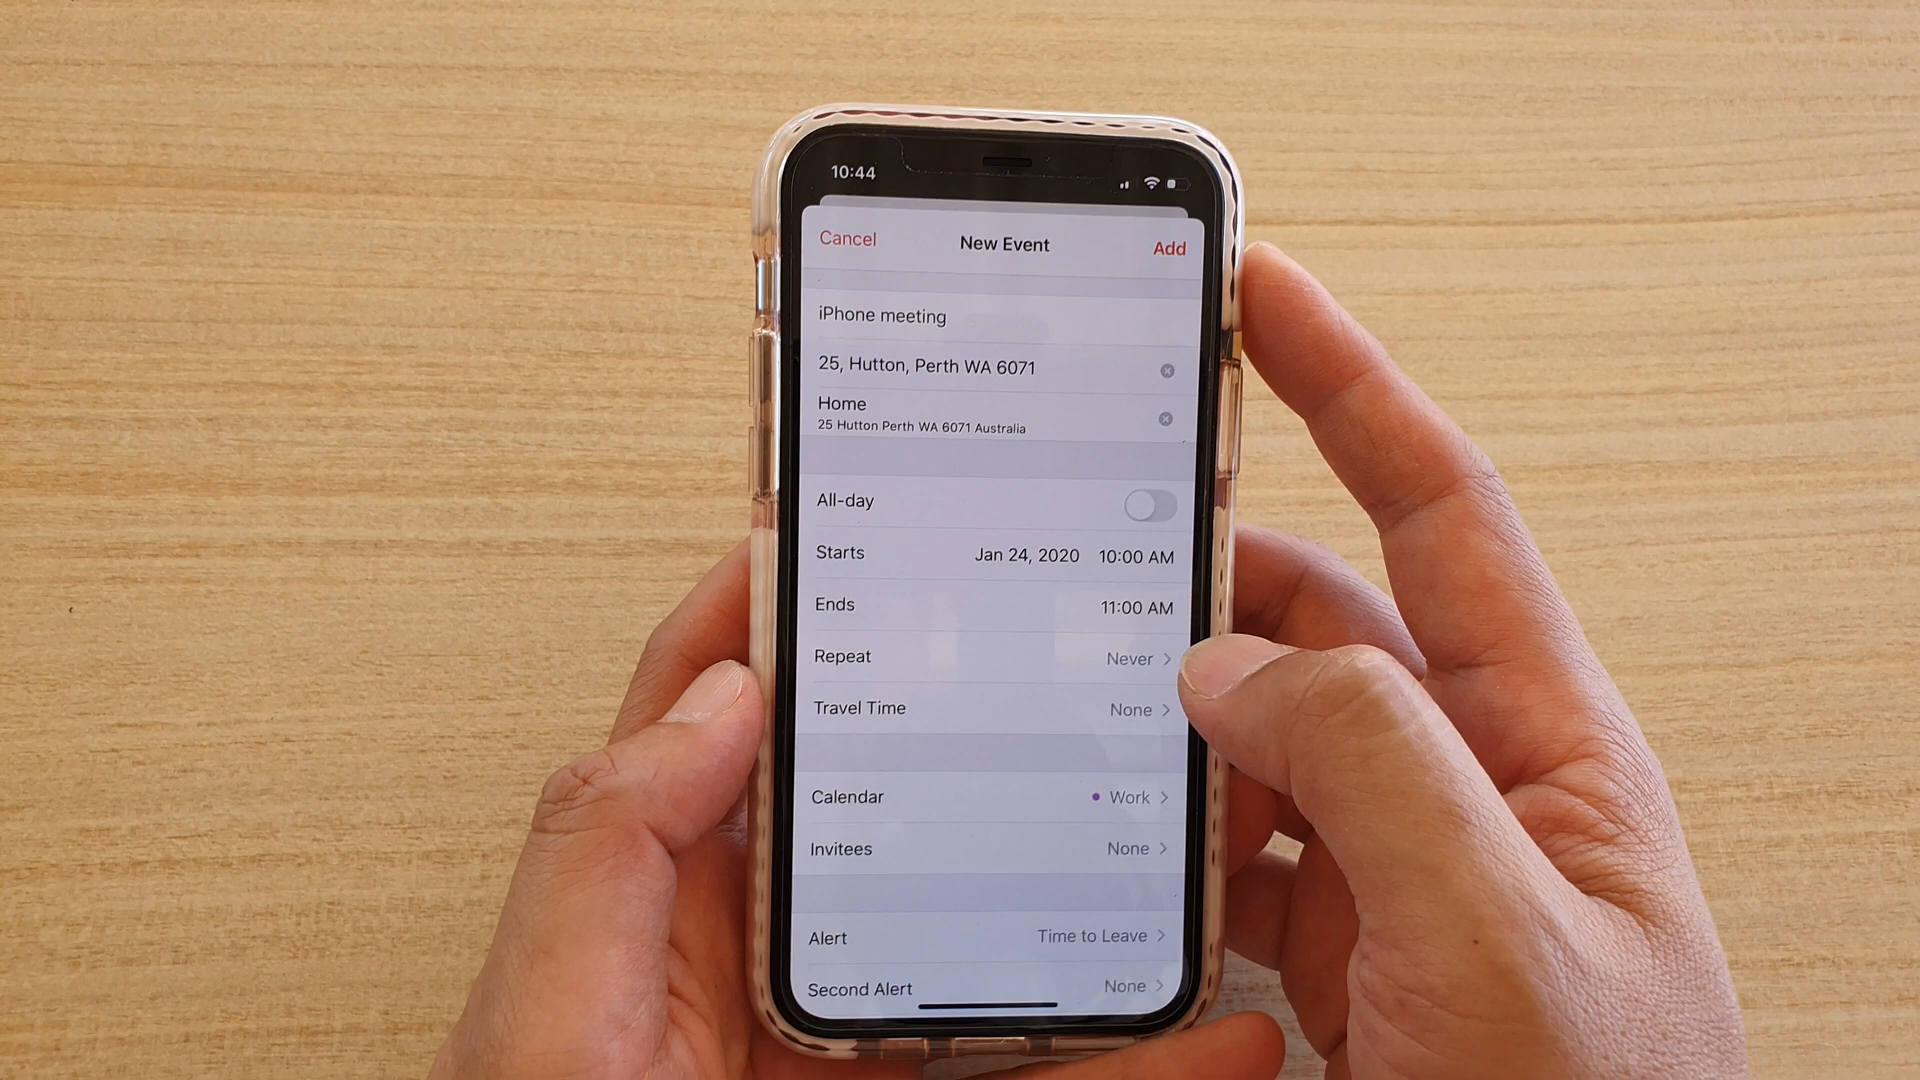 10:44
Cancel New Event Add
iPhone meeting
25, Hutton, Perth WA 6071
Home
25 Hutton Perth WA 6071 Australia
All-day
Starts Jan 24, 2020 10:00 AM
Ends 11:00 AM
Repeat Never
Travel Time None
Calendar Work
Invitees None
Alert Time to Leave
Second Alert None